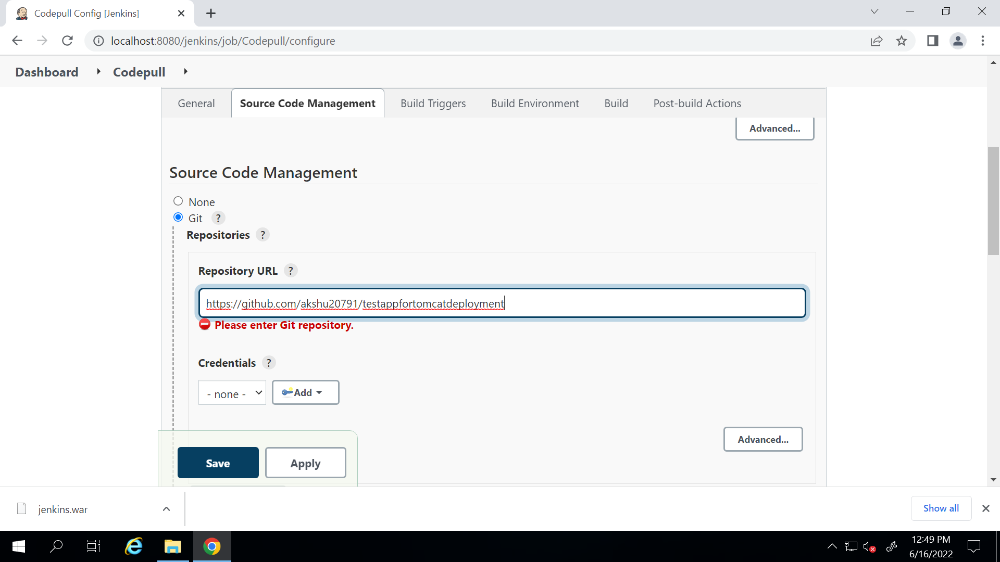 Codepull Config [Jenkins]
localhost:8080/jenkins/job/Codepull/configure
Dashboard Codepull
General Source Code Management Build Triggers Build Environment Build Post-build Actions
Advanced...
Source Code Management
None
Git ?
Repositories ?
Repository URL ?
https://github.com/akshu20791/testappfortomcatdeployment
Please enter Git repository.
Credentials ?
- none - Add
Advanced...
Save Apply
jenkins.war Show all
12:49 PM
6/16/2022